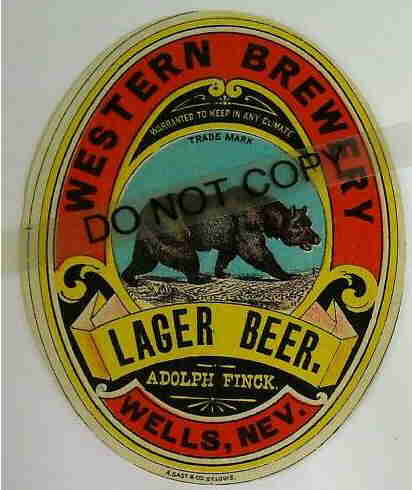 WESTERN BREWERY
WARRANTED TO KEEP IN ANY CLIMATE
TRADE MARK
DO NOT COPY
LAGER BEER.
ADOLPH FINCK.
WELLS, NEV.
A. GAST & CO. ST. LOUIS.